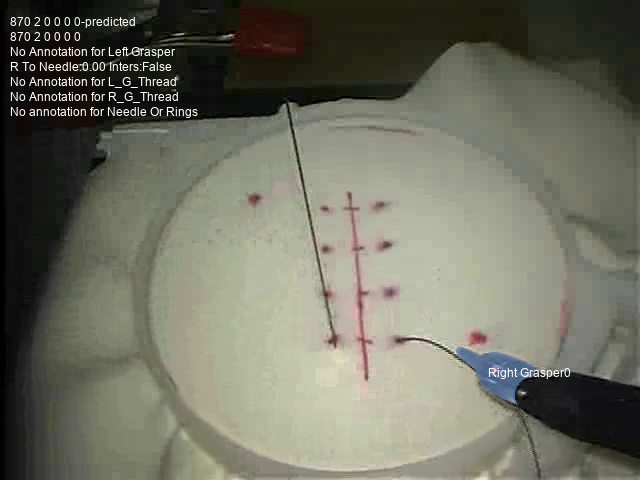 870 2 0 0 0 0-predicted
870 2 0 0 0 0
No Annotation for Left Grasper
R To Needle:0.00 Inters:False
No Annotation for L_G_Thread
No Annotation for R_G_Thread
No annotation for Needle Or Rings
Right Grasper0